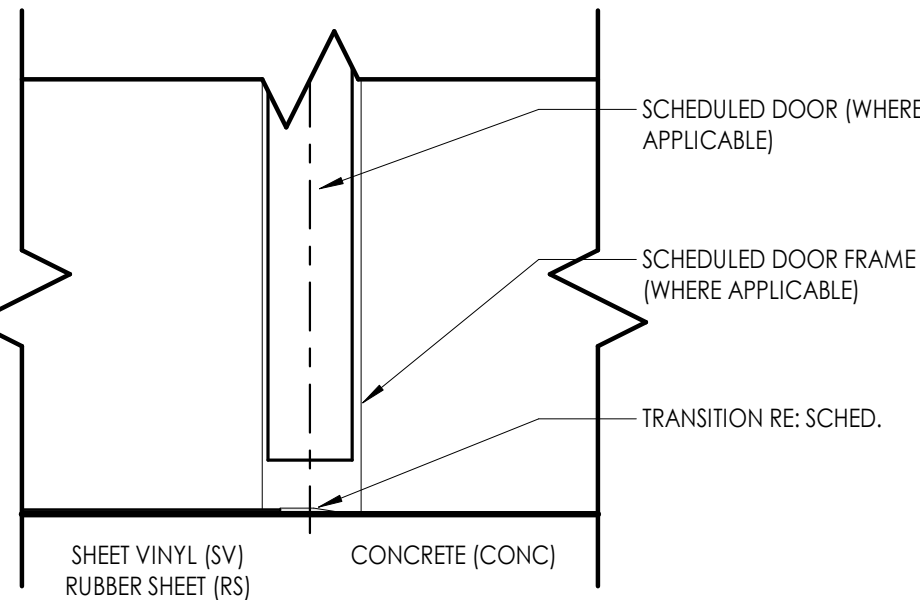 SCHEDULED DOOR (WHERE
APPLICABLE)
SCHEDULED DOOR FRAME
(WHERE APPLICABLE)
TRANSITION RE: SCHED.
SHEET VINYL (SV)
RUBBER SHEET (RS)
CONCRETE (CONC)